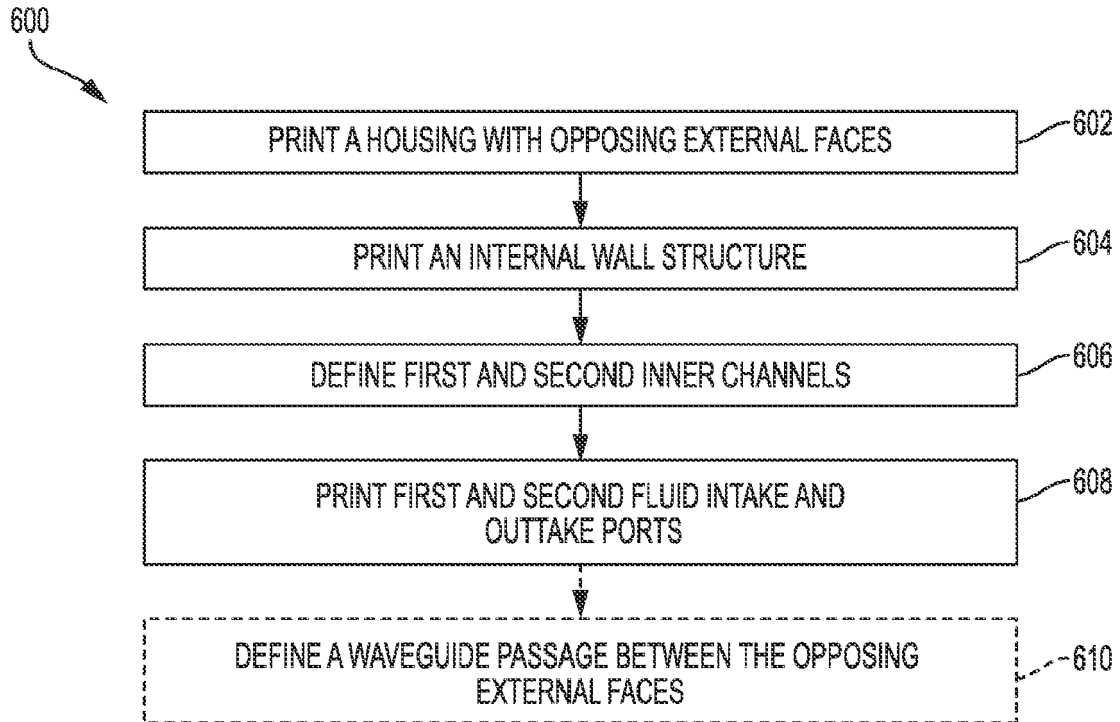 600
PRINT A HOUSING WITH OPPOSING EXTERNAL FACES
602
PRINT AN INTERNAL WALL STRUCTURE
604
DEFINE FIRST AND SECOND INNER CHANNELS
606
PRINT FIRST AND SECOND FLUID INTAKE AND
OUTTAKE PORTS
608
DEFINE A WAVEGUIDE PASSAGE BETWEEN THE OPPOSING
EXTERNAL FACES
610